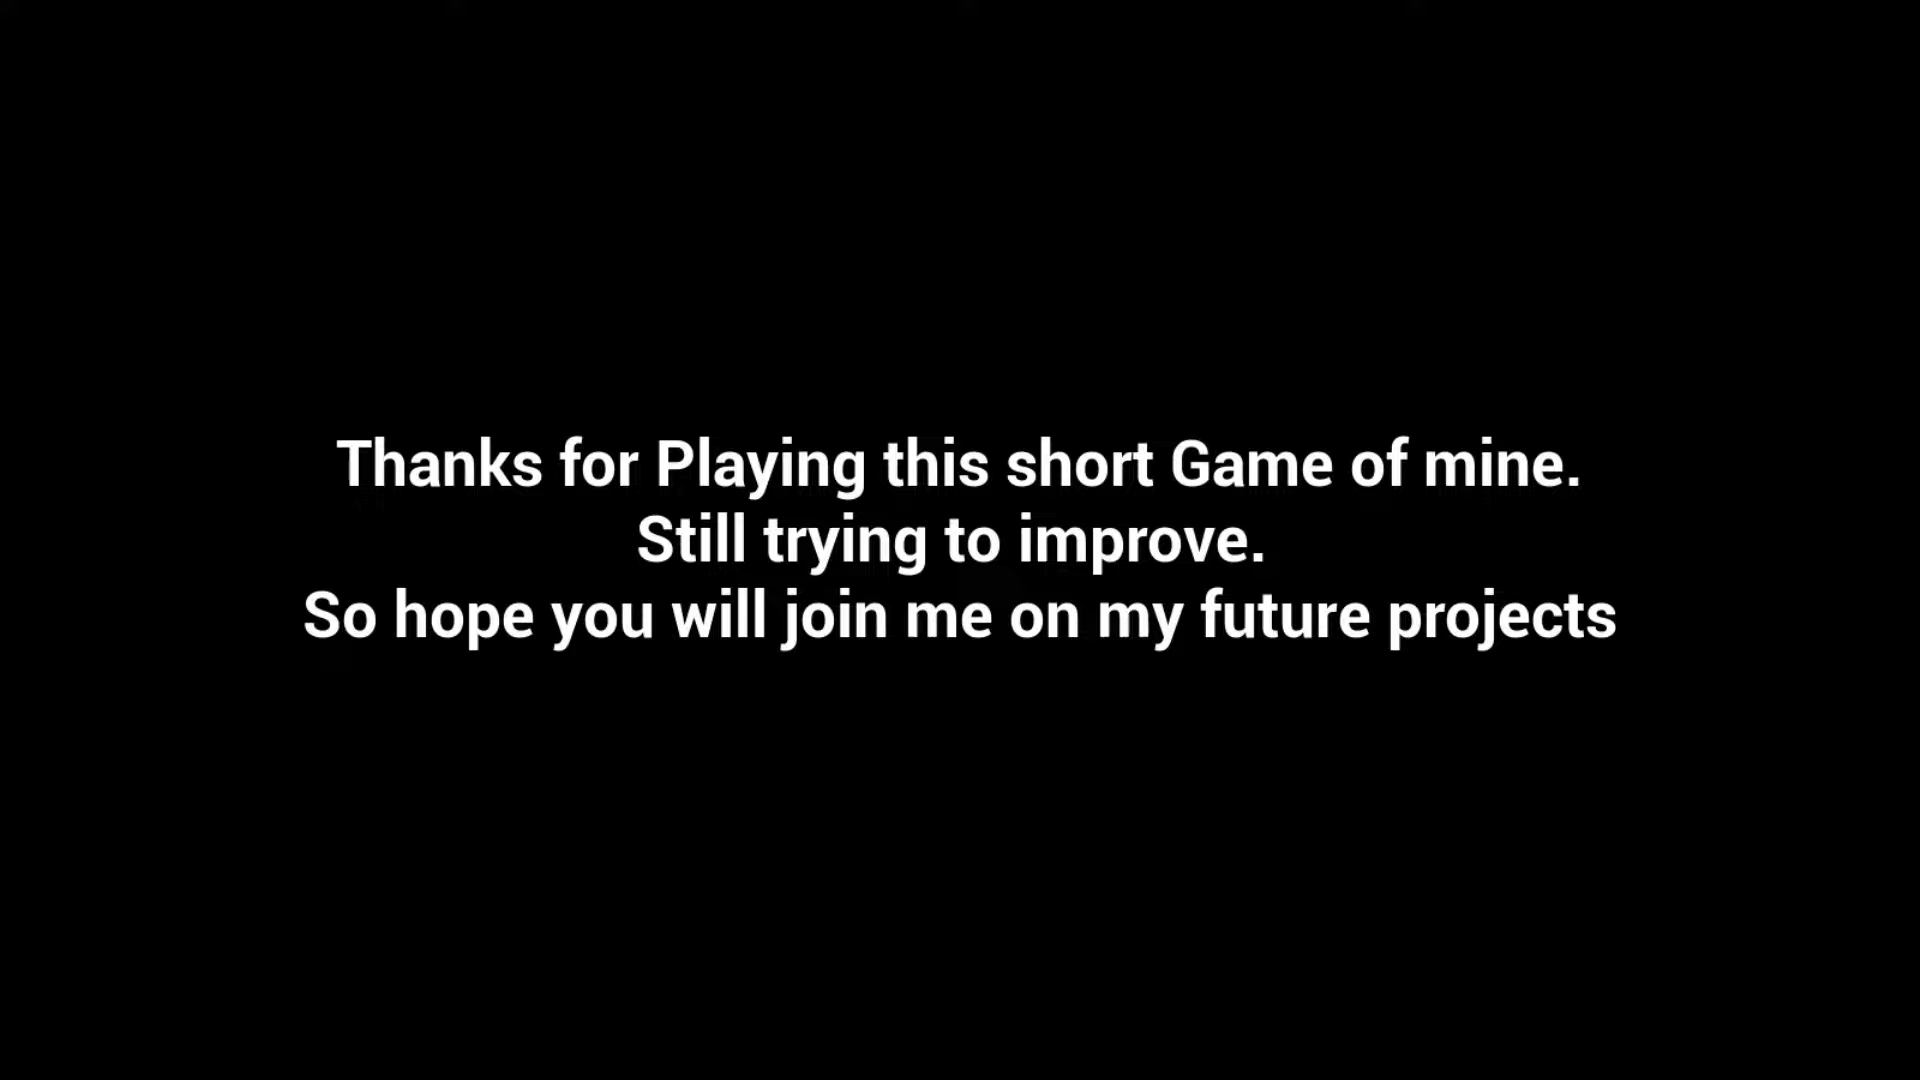 Thanks for Playing this short Game of mine.
Still trying to improve.
So hope you will join me on my future projects